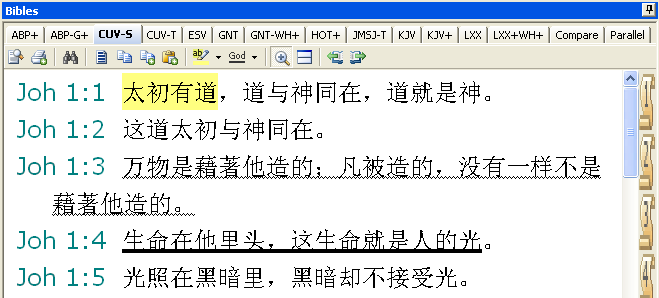 Bibles
ABP+ ABP-G+ CUV-S CUV-T ESV GNT GNT-WH+ HOT+ JMSJ-T KJV KJV+ LXX LXX+WH+ Compare Parallel
ab God
Joh 1:1 太初有道，道与神同在，道就是神。
Joh 1:2 这道太初与神同在。
Joh 1:3 万物是藉著他造的；凡被造的，没有一样不是
藉著他造的。
Joh 1:4 生命在他里头，这生命就是人的光。
Joh 1:5 光照在黑暗里，黑暗却不接受光。
1
2
3
4